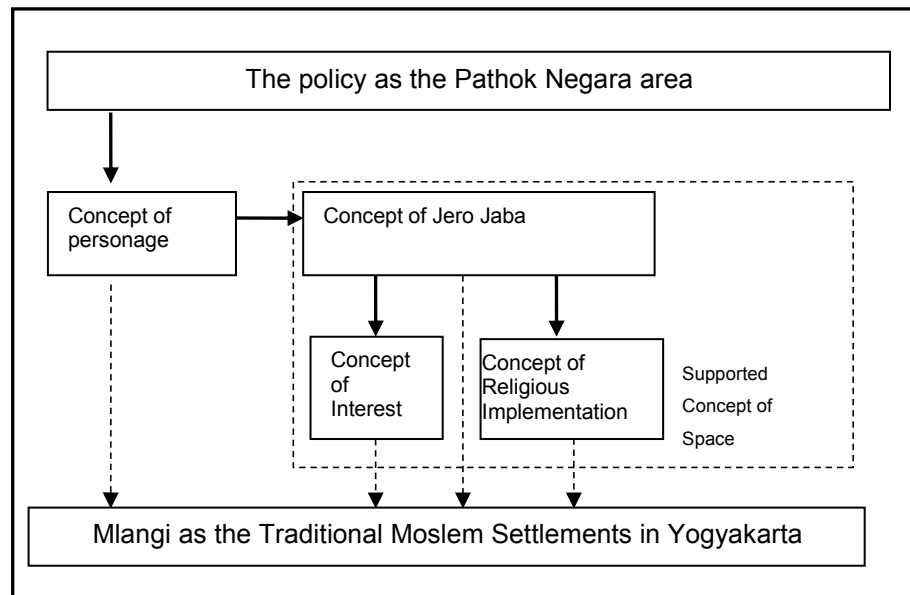 The policy as the Pathok Negara area
Concept of
personage
Concept of Jero Jaba
Concept
of
Interest
Concept of
Religious
Implementation
Supported
Concept of
Space
Mlangi as the Traditional Moslem Settlements in Yogyakarta